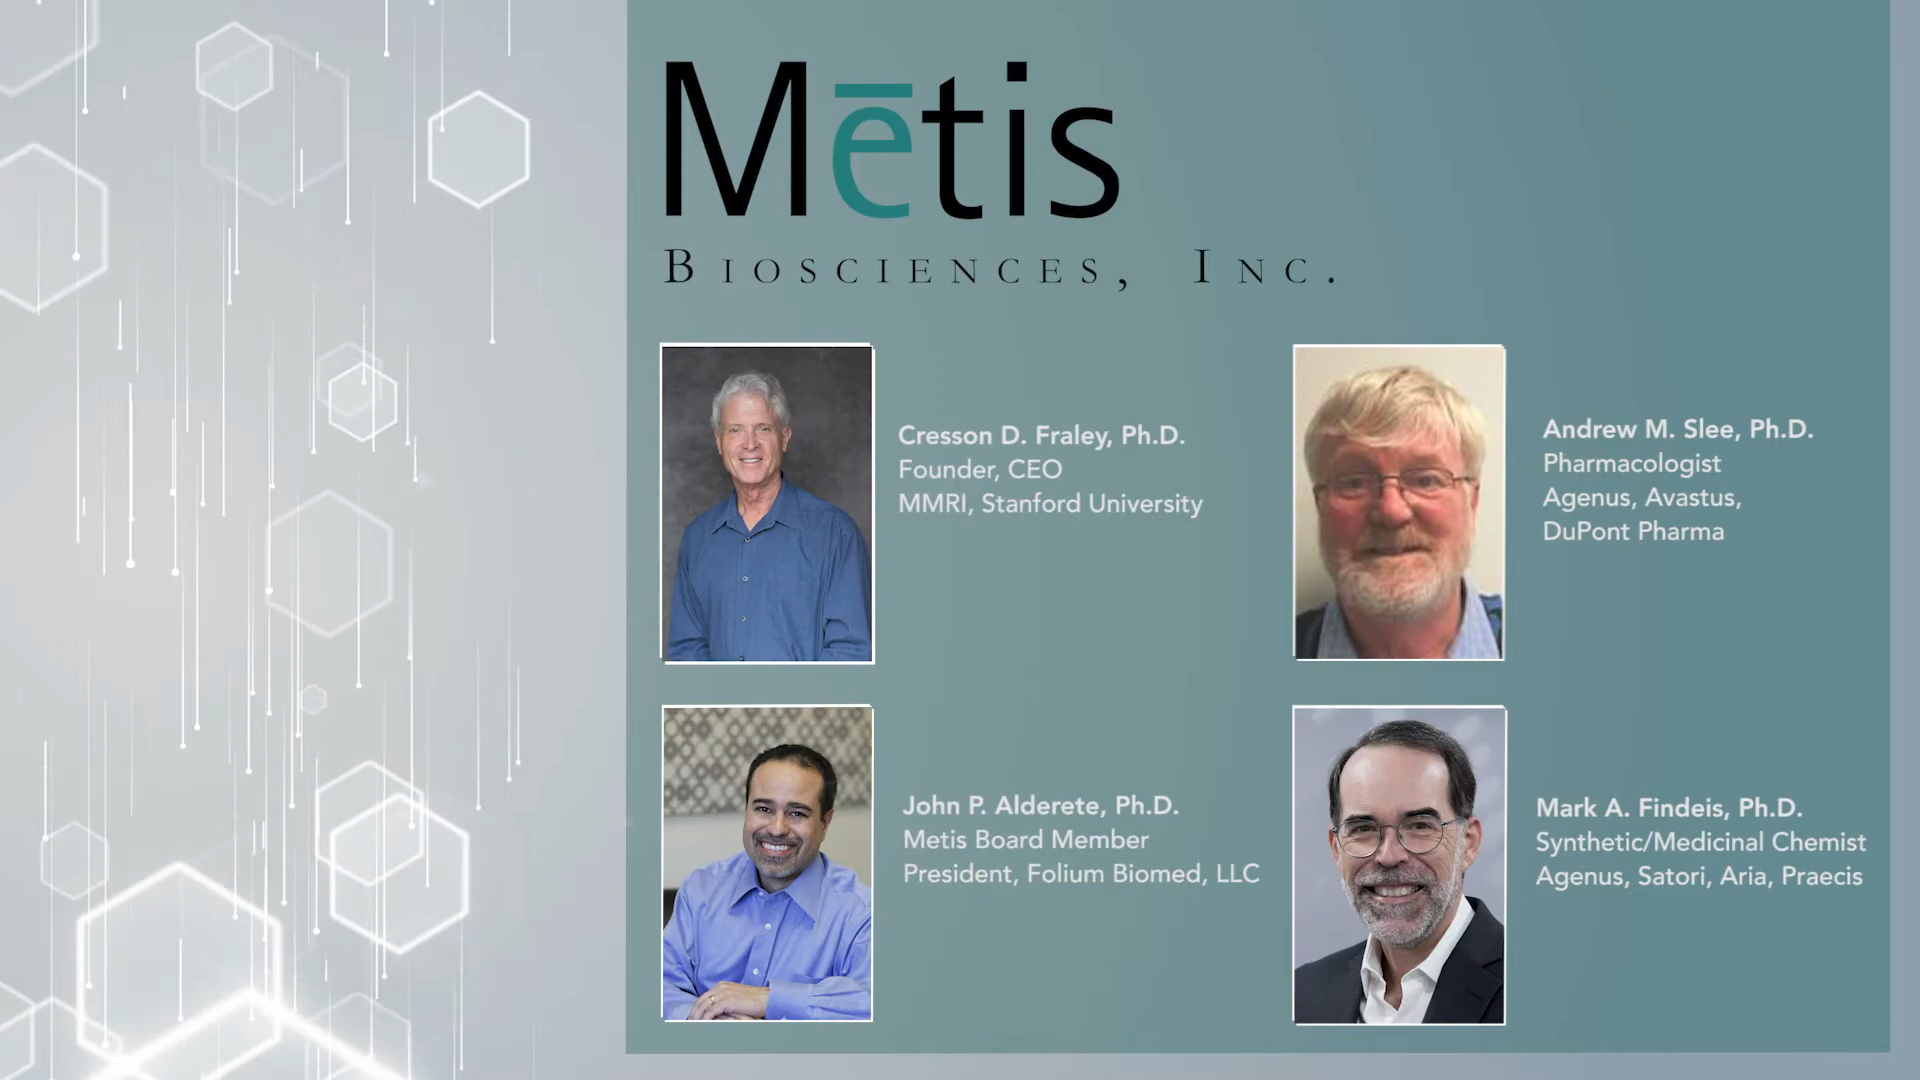 Mētis
Biosciences, Inc.
Cresson D. Fraley, Ph.D.
Founder, CEO
MMRI, Stanford University
Andrew M. Slee, Ph.D.
Pharmacologist
Agenus, Avastus,
DuPont Pharma
John P. Alderete, Ph.D.
Metis Board Member
President, Folium Biomed, LLC
Mark A. Findeis, Ph.D.
Synthetic/Medicinal Chemist
Agenus, Satori, Aria, Praecis